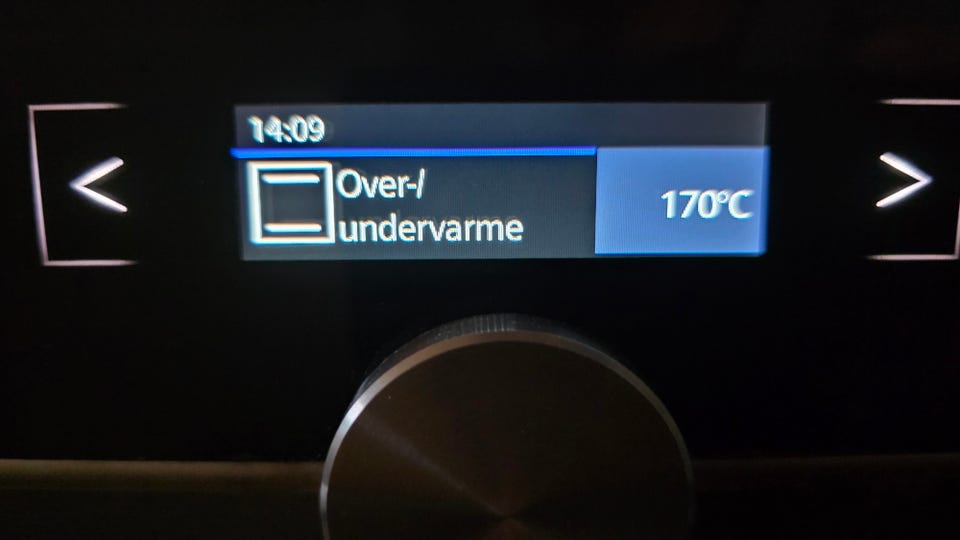 14:09
Over-/
undervarme
170°C